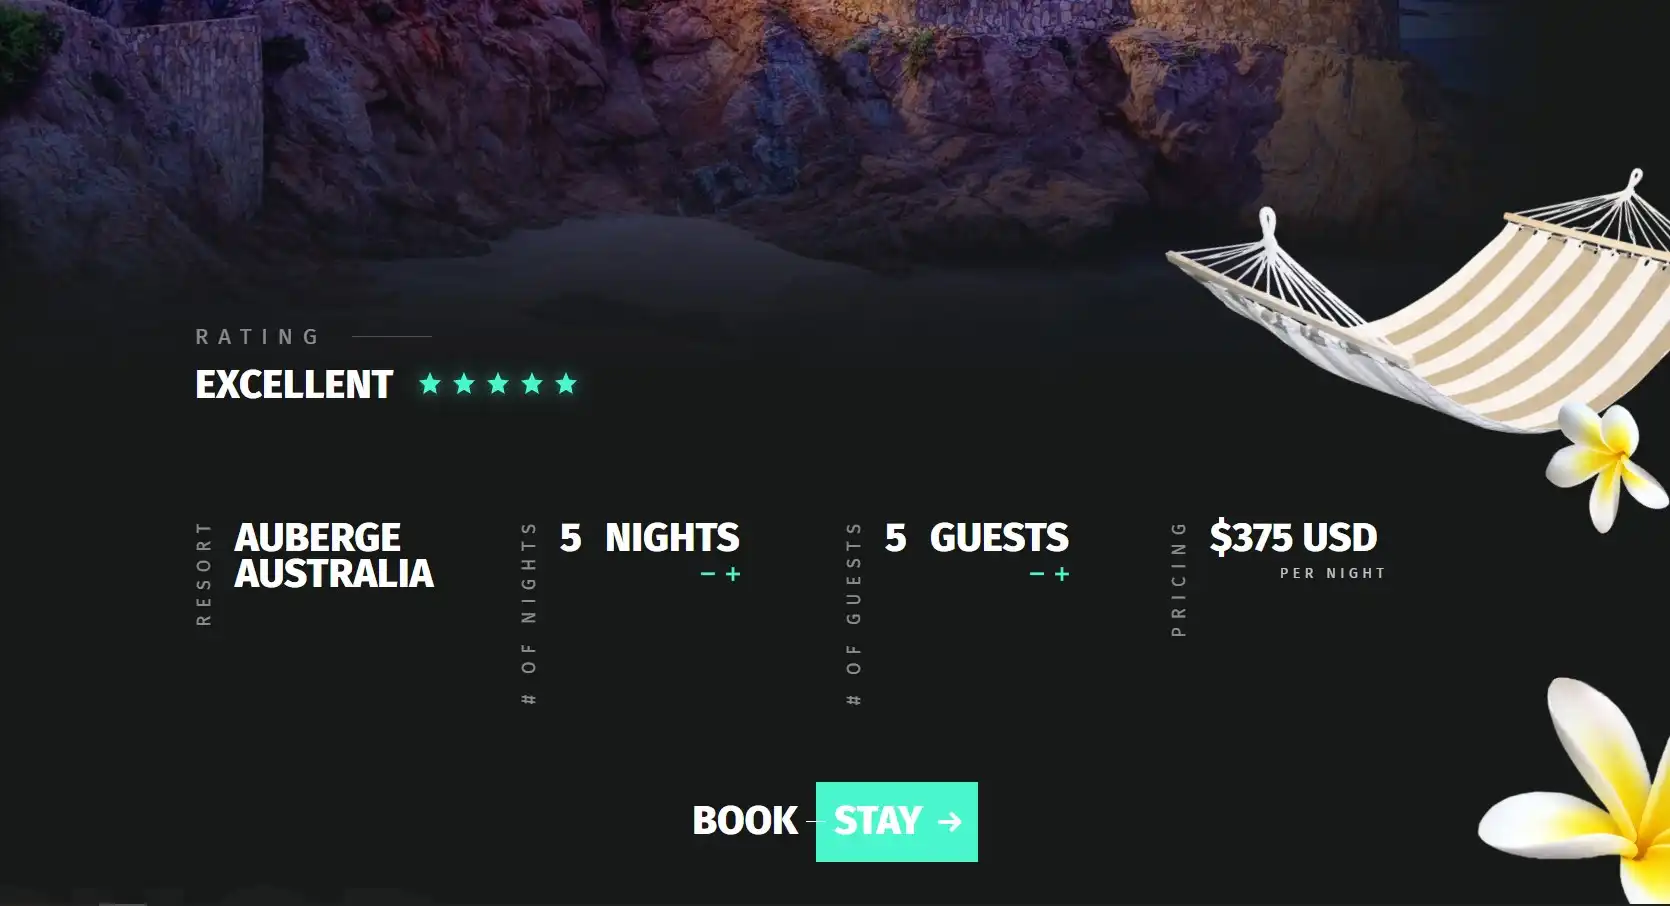 RATING
EXCELLENT
RESORT
AUBERGE
AUSTRALIA
# OF NIGHTS
5 NIGHTS
− +
# OF GUESTS
5 GUESTS
− +
PRICING
$375 USD
PER NIGHT
BOOK STAY →